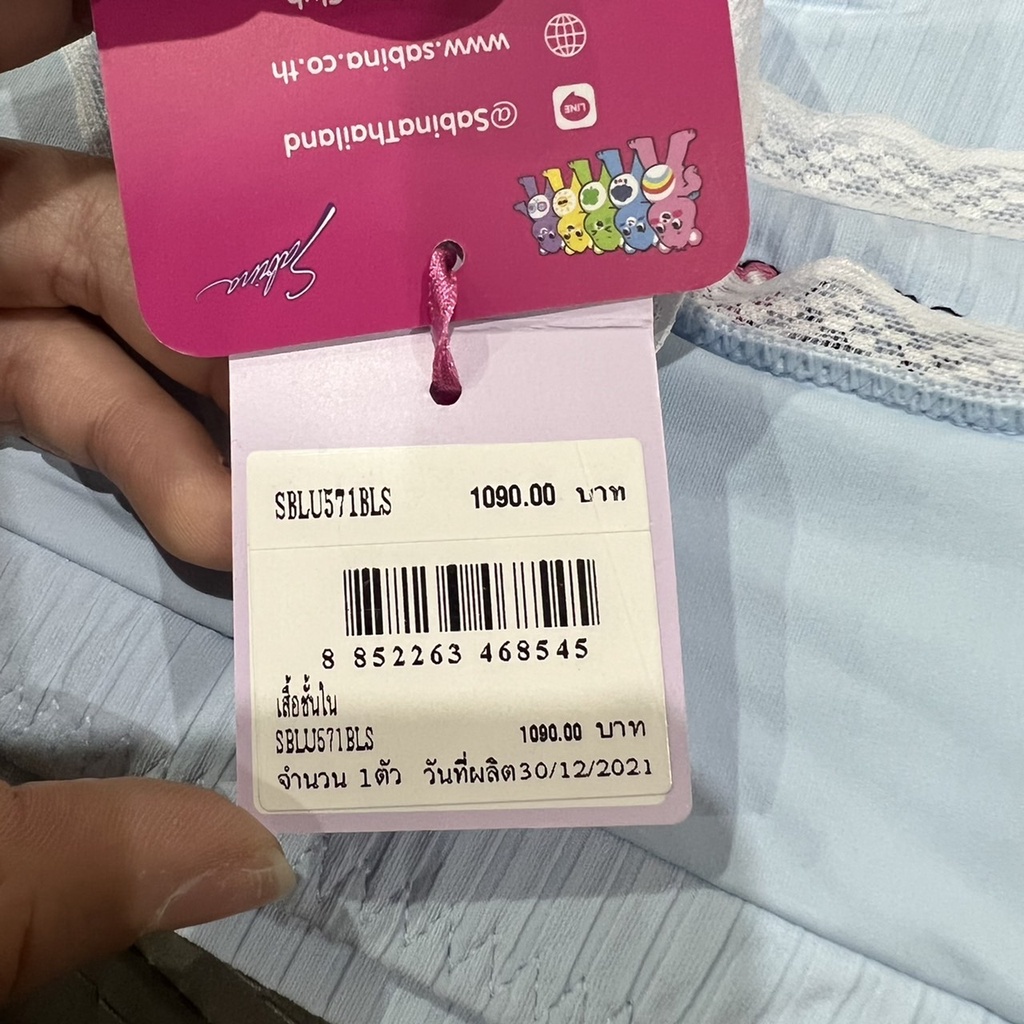 www.sabina.co.th
LINE
@SabinaThailand
Sabina
SBLU571BLS 1090.00 บาท
8 852263 468545
เสื้อชั้นใน
SBLU571BLS 1090.00 บาท
จำนวน 1ตัว วันที่ผลิต30/12/2021